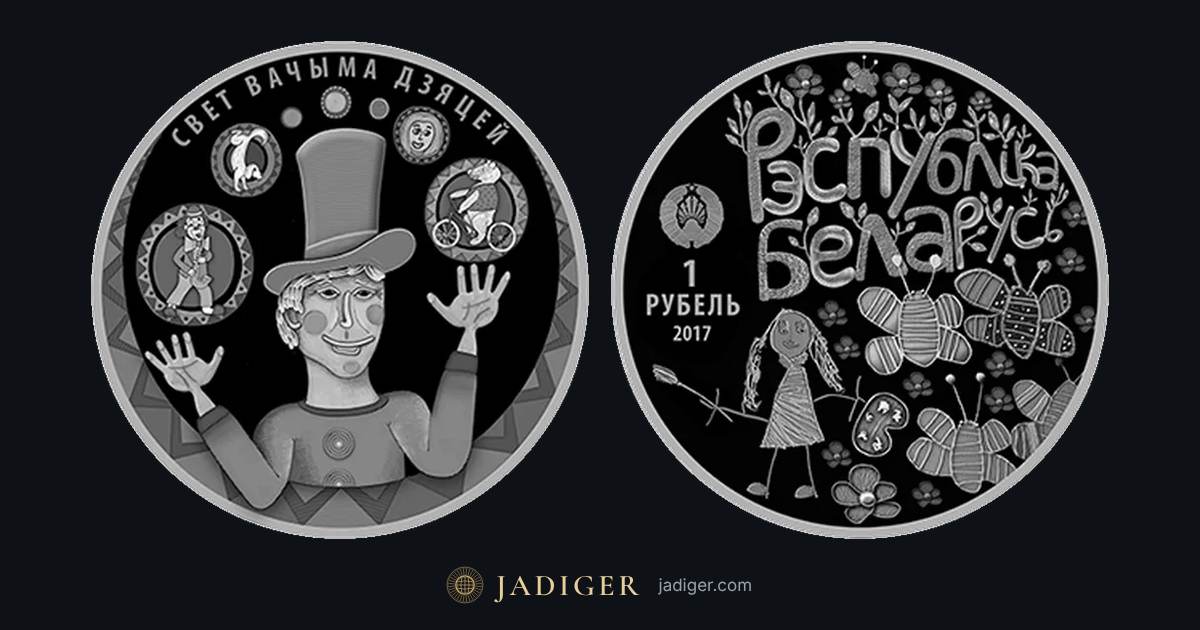 СВЕТ ВАЧЫМА ДЗЯЦЕЙ
Рэспубліка
Беларусь
1
РУБЕЛЬ
2017
JADIGER jadiger.com